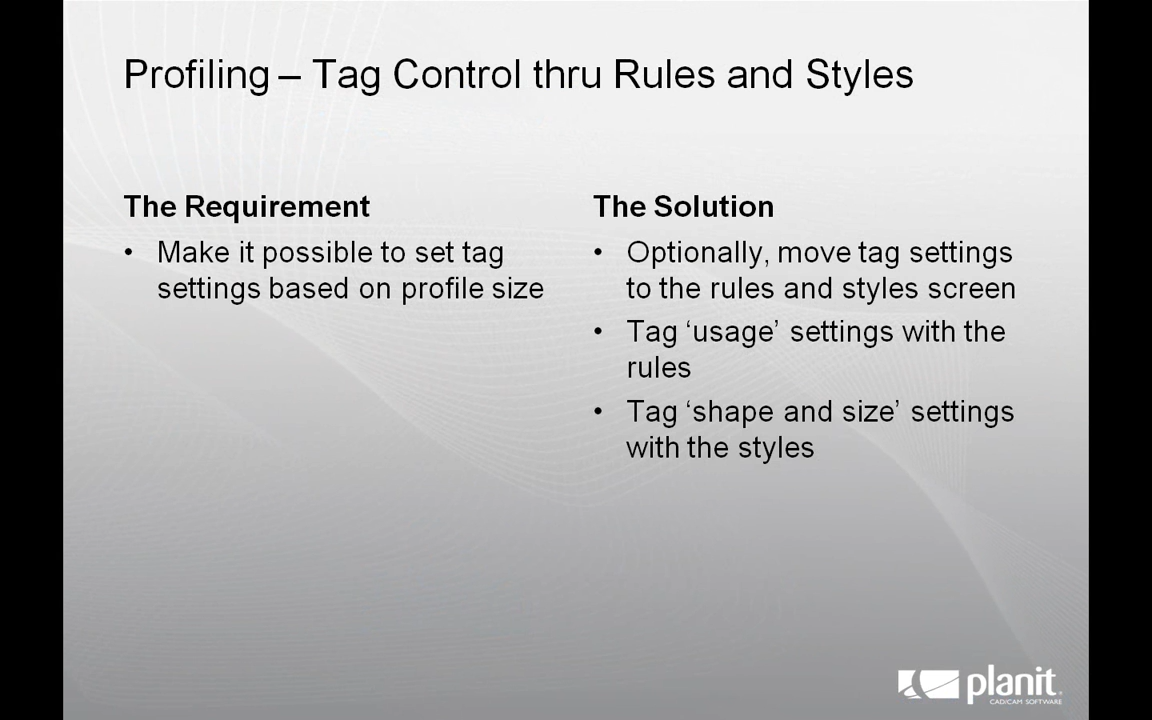 Profiling – Tag Control thru Rules and Styles
The Requirement
• Make it possible to set tag
settings based on profile size
The Solution
• Optionally, move tag settings
to the rules and styles screen
• Tag ‘usage’ settings with the
rules
• Tag ‘shape and size’ settings
with the styles
planit
CAD/CAM SOFTWARE